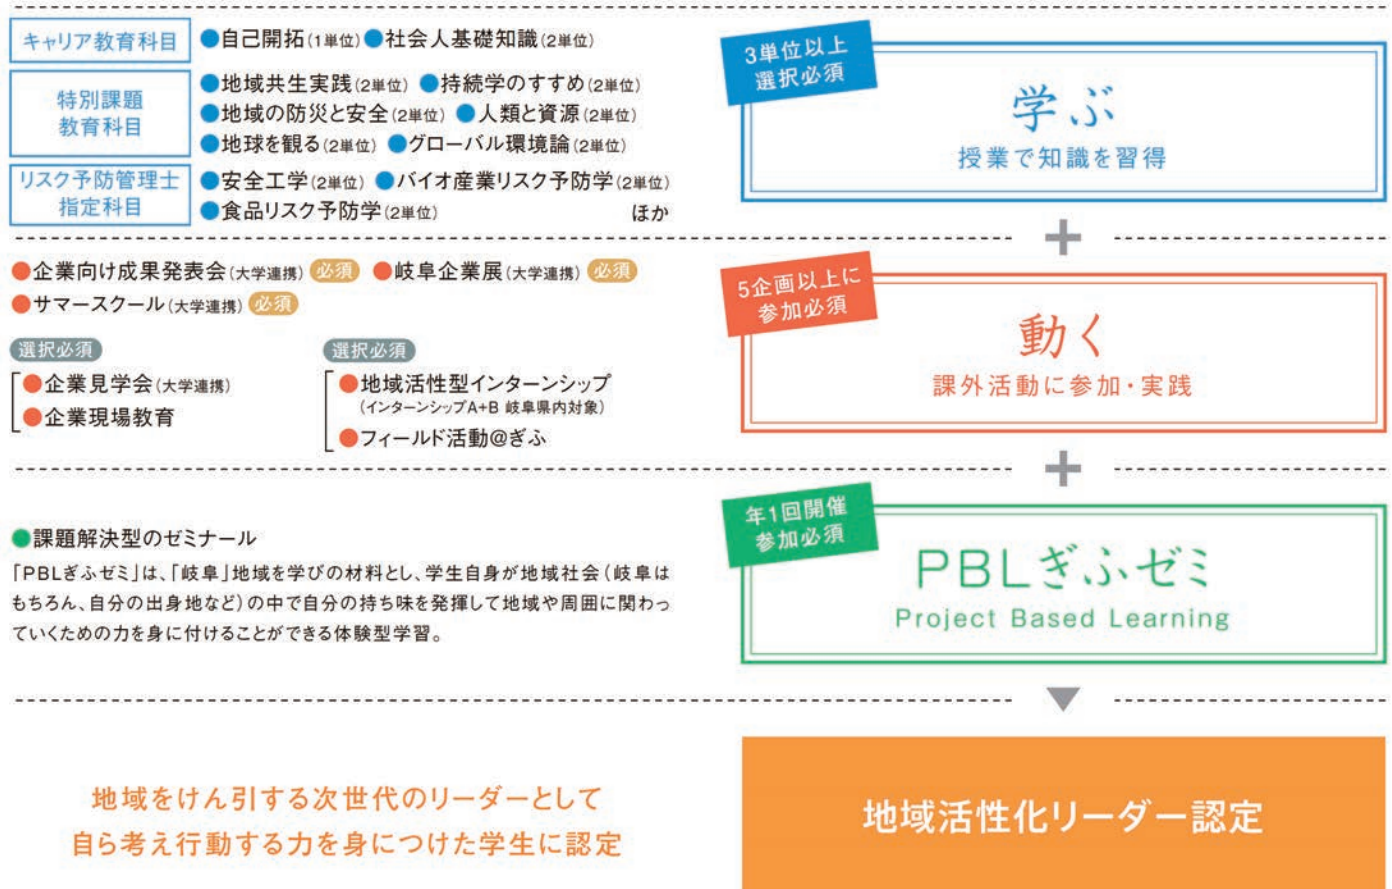 キャリア教育科目
●自己開拓(1単位)●社会人基礎知識(2単位)
特別課題
教育科目
●地域共生実践(2単位) ●持続学のすすめ(2単位)
●地域の防災と安全(2単位) ●人類と資源(2単位)
●地球を観る(2単位) ●グローバル環境論(2単位)
リスク予防管理士
指定科目
●安全工学(2単位) ●バイオ産業リスク予防学(2単位)
●食品リスク予防学(2単位) ほか
3単位以上
選択必須
学ぶ
授業で知識を習得
+
●企業向け成果発表会(大学連携) 必須 ●岐阜企業展(大学連携) 必須
●サマースクール(大学連携) 必須
選択必須
●企業見学会(大学連携)
●企業現場教育
選択必須
●地域活性型インターンシップ
(インターンシップA+B 岐阜県内対象)
●フィールド活動@ぎふ
5企画以上に
参加必須
動く
課外活動に参加・実践
+
●課題解決型のゼミナール
「PBLぎふゼミ」は、「岐阜」地域を学びの材料とし、学生自身が地域社会(岐阜は
もちろん、自分の出身地など)の中で自分の持ち味を発揮して地域や周囲に関わっ
ていくための力を身に付けることができる体験型学習。
年1回開催
参加必須
PBLぎふゼミ
Project Based Learning
▼
地域をけん引する次世代のリーダーとして
自ら考え行動する力を身につけた学生に認定
地域活性化リーダー認定